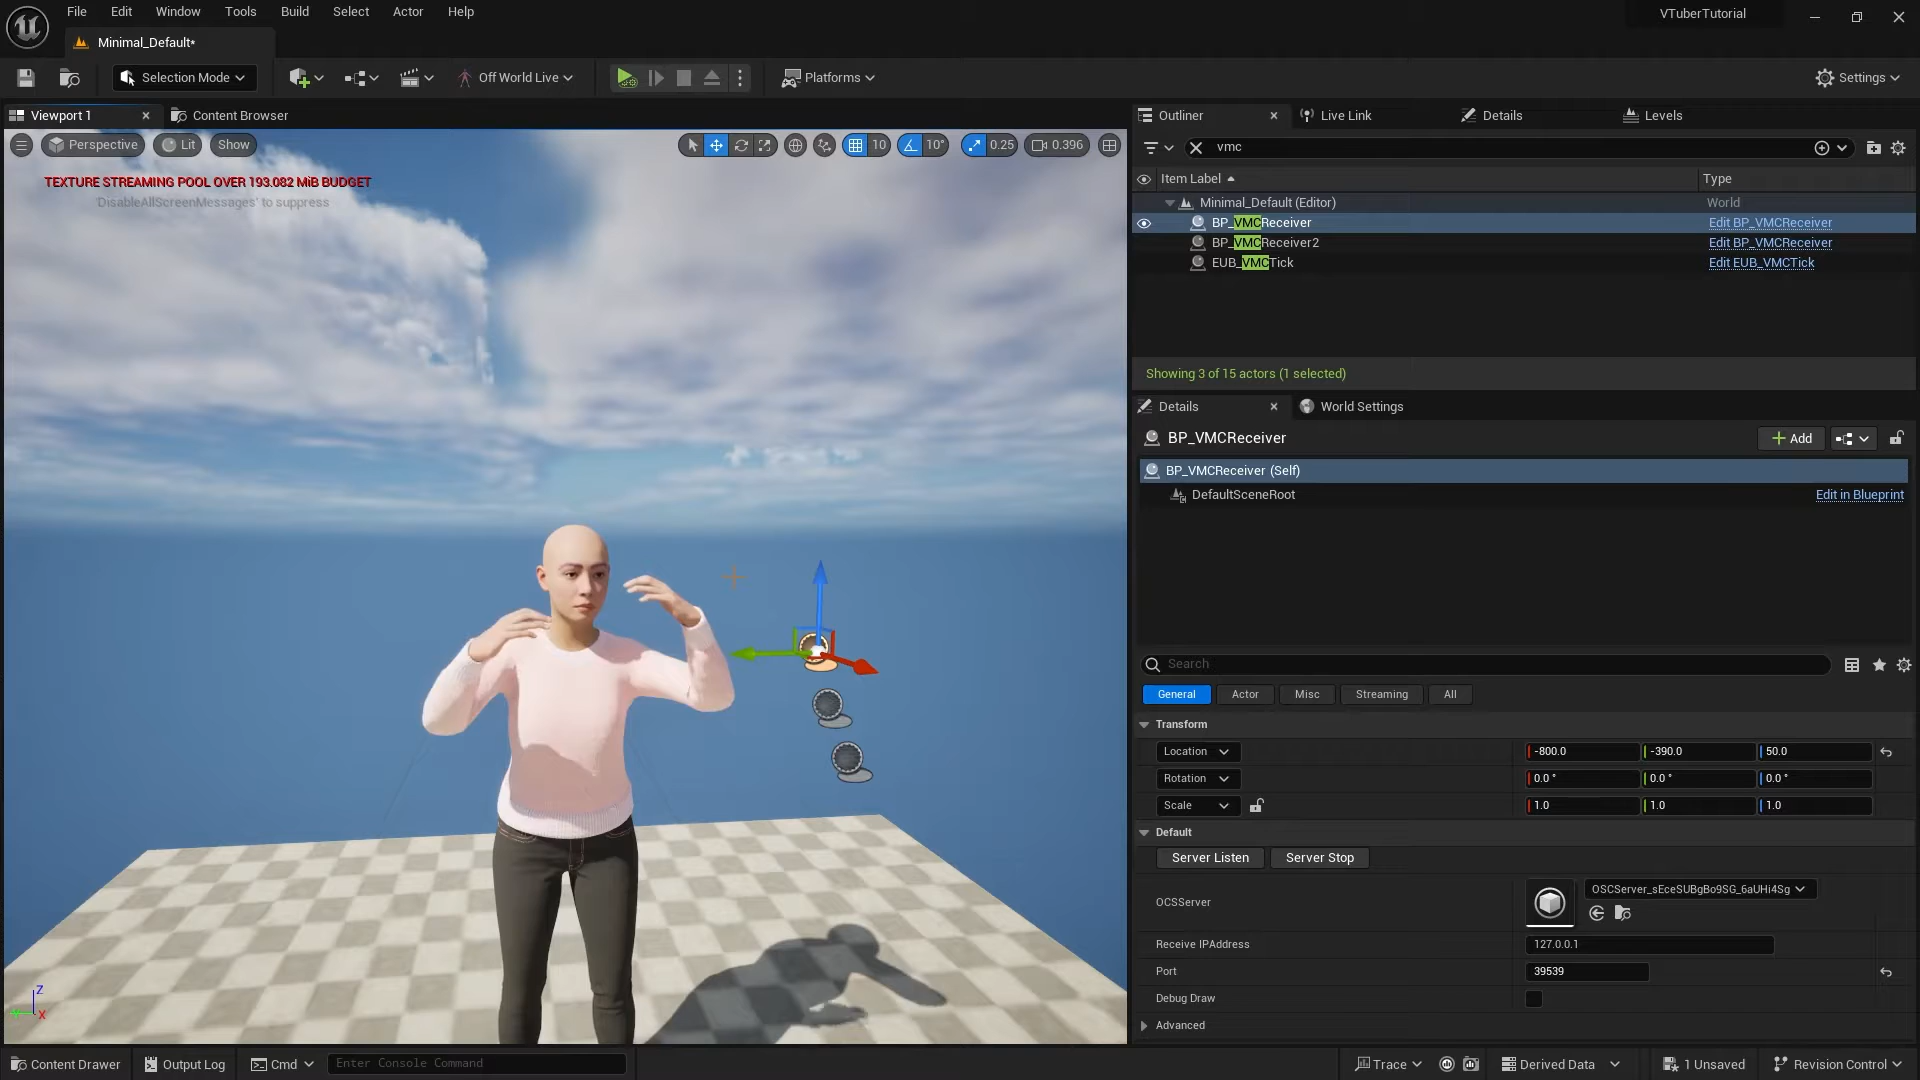 File Edit Window Tools Build Select Actor Help
VTuberTutorial
Minimal_Default*
Selection Mode
Off World Live
Platforms
Settings
Viewport 1
Content Browser
Outliner
Live Link
Details
Levels
Perspective
Lit
Show
10
10°
0.25
0.396
vmc
TEXTURE STREAMING POOL OVER 193.082 MiB BUDGET
'DisableAllScreenMessages' to suppress
Item Label
Type
Minimal_Default (Editor)
World
BP_VMCReceiver
Edit BP_VMCReceiver
BP_VMCReceiver2
Edit BP_VMCReceiver
EUB_VMCTick
Edit EUB_VMCTick
Showing 3 of 15 actors (1 selected)
Details
World Settings
BP_VMCReceiver
Add
BP_VMCReceiver (Self)
DefaultSceneRoot
Edit in Blueprint
Search
General
Actor
Misc
Streaming
All
Transform
Location
-800.0
-390.0
50.0
Rotation
0.0 °
0.0 °
0.0 °
Scale
1.0
1.0
1.0
Default
Server Listen
Server Stop
OCSServer
OSCServer_sEceSUBgBo9SG_6aUHi4Sg
Receive IPAddress
127.0.0.1
Port
39539
Debug Draw
Advanced
Z
X
Content Drawer
Output Log
Cmd
Enter Console Command
Trace
Derived Data
1 Unsaved
Revision Control